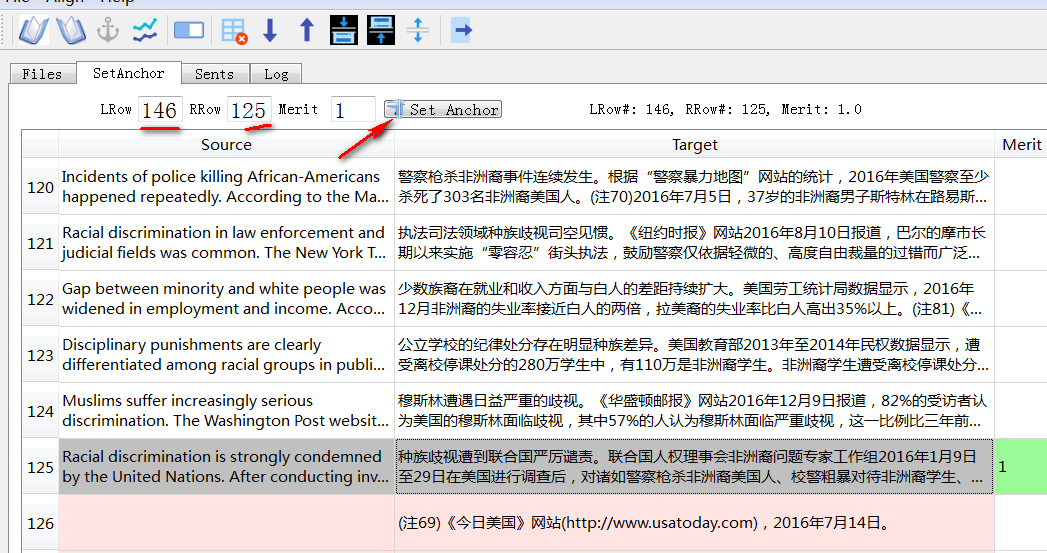 Files SetAnchor Sents Log
LRow 146 RRow 125 Merit 1 Set Anchor LRow#: 146, RRow#: 125, Merit: 1.0
Source Target Merit
120 Incidents of police killing African-Americans
happened repeatedly. According to the Ma...
警察枪杀非洲裔事件连续发生。根据“警察暴力地图”网站的统计，2016年美国警察至少
杀死了303名非洲裔美国人。(注70)2016年7月5日，37岁的非洲裔男子斯特林在路易斯...
121 Racial discrimination in law enforcement and
judicial fields was common. The New York T...
执法司法领域种族歧视司空见惯。《纽约时报》网站2016年8月10日报道，巴尔的摩市长
期以来实施“零容忍”街头执法，鼓励警察仅依据轻微的、高度自由裁量的过错而广泛...
122 Gap between minority and white people was
widened in employment and income. Acco...
少数族裔在就业和收入方面与白人的差距持续扩大。美国劳工统计局数据显示，2016年
12月非洲裔的失业率接近白人的两倍，拉美裔的失业率比白人高出35%以上。(注81)《...
123 Disciplinary punishments are clearly
differentiated among racial groups in publi...
公立学校的纪律处分存在明显种族差异。美国教育部2013年至2014年民权数据显示，遭
受离校停课处分的280万学生中，有110万是非洲裔学生。非洲裔学生遭受离校停课处分...
124 Muslims suffer increasingly serious
discrimination. The Washington Post websit...
穆斯林遭遇日益严重的歧视。《华盛顿邮报》网站2016年12月9日报道，82%的受访者认
为美国的穆斯林面临歧视，其中57%的人认为穆斯林面临严重歧视，这一比例比三年前...
125 Racial discrimination is strongly condemned
by the United Nations. After conducting inv...
种族歧视遭到联合国严厉谴责。联合国人权理事会非洲裔问题专家工作组2016年1月9日
至29日在美国进行调查后，对诸如警察枪杀非洲裔美国人、校警粗暴对待非洲裔学生、...
1
126 (注69)《今日美国》网站(http://www.usatoday.com)，2016年7月14日。